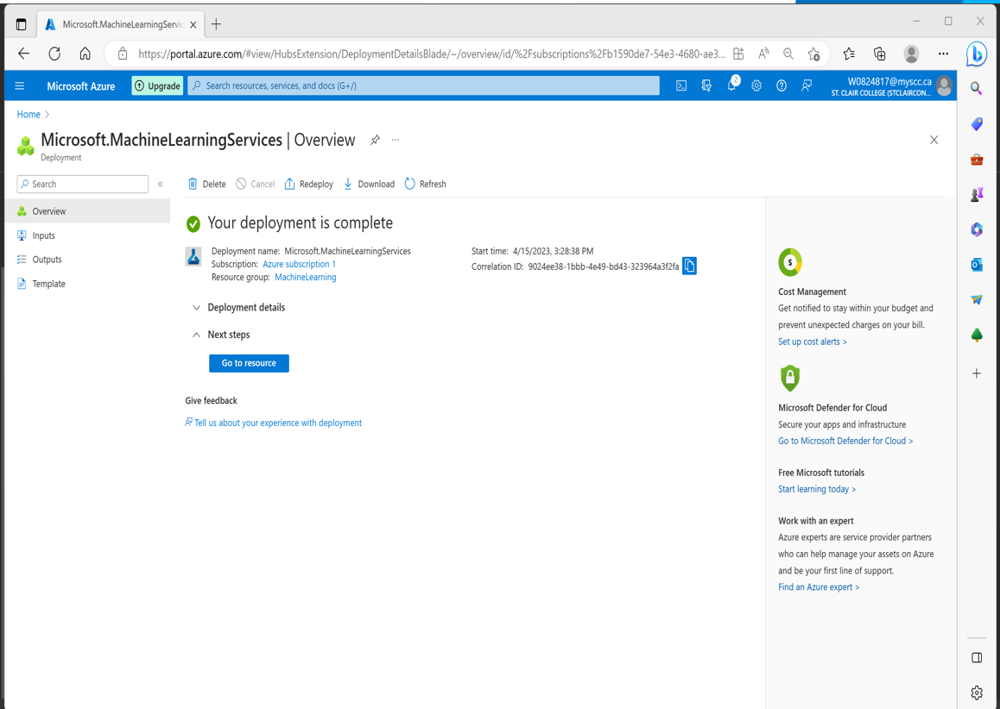 Microsoft.MachineLearningServic
https://portal.azure.com/#view/HubsExtension/DeploymentDetailsBlade/~/overview/id/%2Fsubscriptions%2Fb1590de7-54e3-4680-ae3...
Microsoft Azure
Upgrade
Search resources, services, and docs (G+/)
2
W0824817@myscc.ca
ST. CLAIR COLLEGE (STCLAIRCON...
Home >
Microsoft.MachineLearningServices | Overview
Deployment
Search
Delete
Cancel
Redeploy
Download
Refresh
Overview
Inputs
Outputs
Template
Your deployment is complete
Deployment name: Microsoft.MachineLearningServices
Subscription: Azure subscription 1
Resource group: MachineLearning
Start time: 4/15/2023, 3:28:38 PM
Correlation ID: 9024ee38-1bbb-4e49-bd43-323964a3f2fa
Deployment details
Next steps
Go to resource
Give feedback
Tell us about your experience with deployment
Cost Management
Get notified to stay within your budget and
prevent unexpected charges on your bill.
Set up cost alerts >
Microsoft Defender for Cloud
Secure your apps and infrastructure
Go to Microsoft Defender for Cloud >
Free Microsoft tutorials
Start learning today >
Work with an expert
Azure experts are service provider partners
who can help manage your assets on Azure
and be your first line of support.
Find an Azure expert >